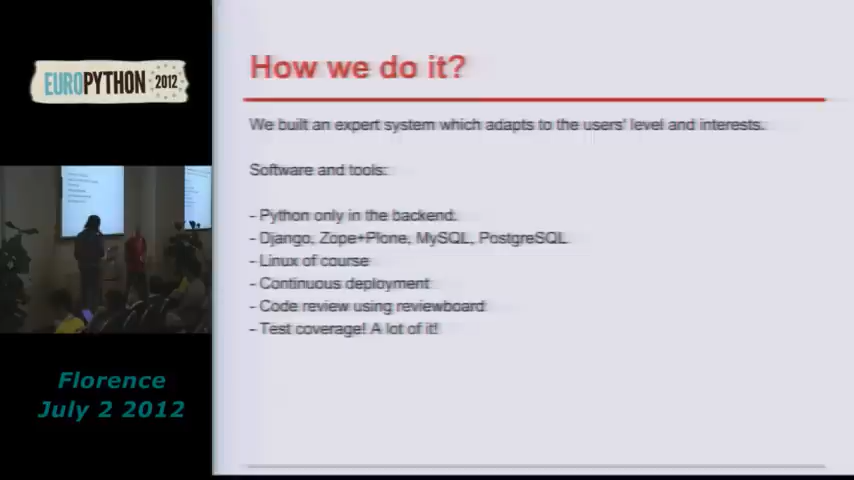 EUROPYTHON 2012
How we do it?
We built an expert system which adapts to the users' level and interests.
Software and tools:
- Python only in the backend.
- Django, Zope+Plone, MySQL, PostgreSQL
- Linux of course
- Continuous deployment
- Code review using reviewboard
- Test coverage! A lot of it!
Florence
July 2 2012